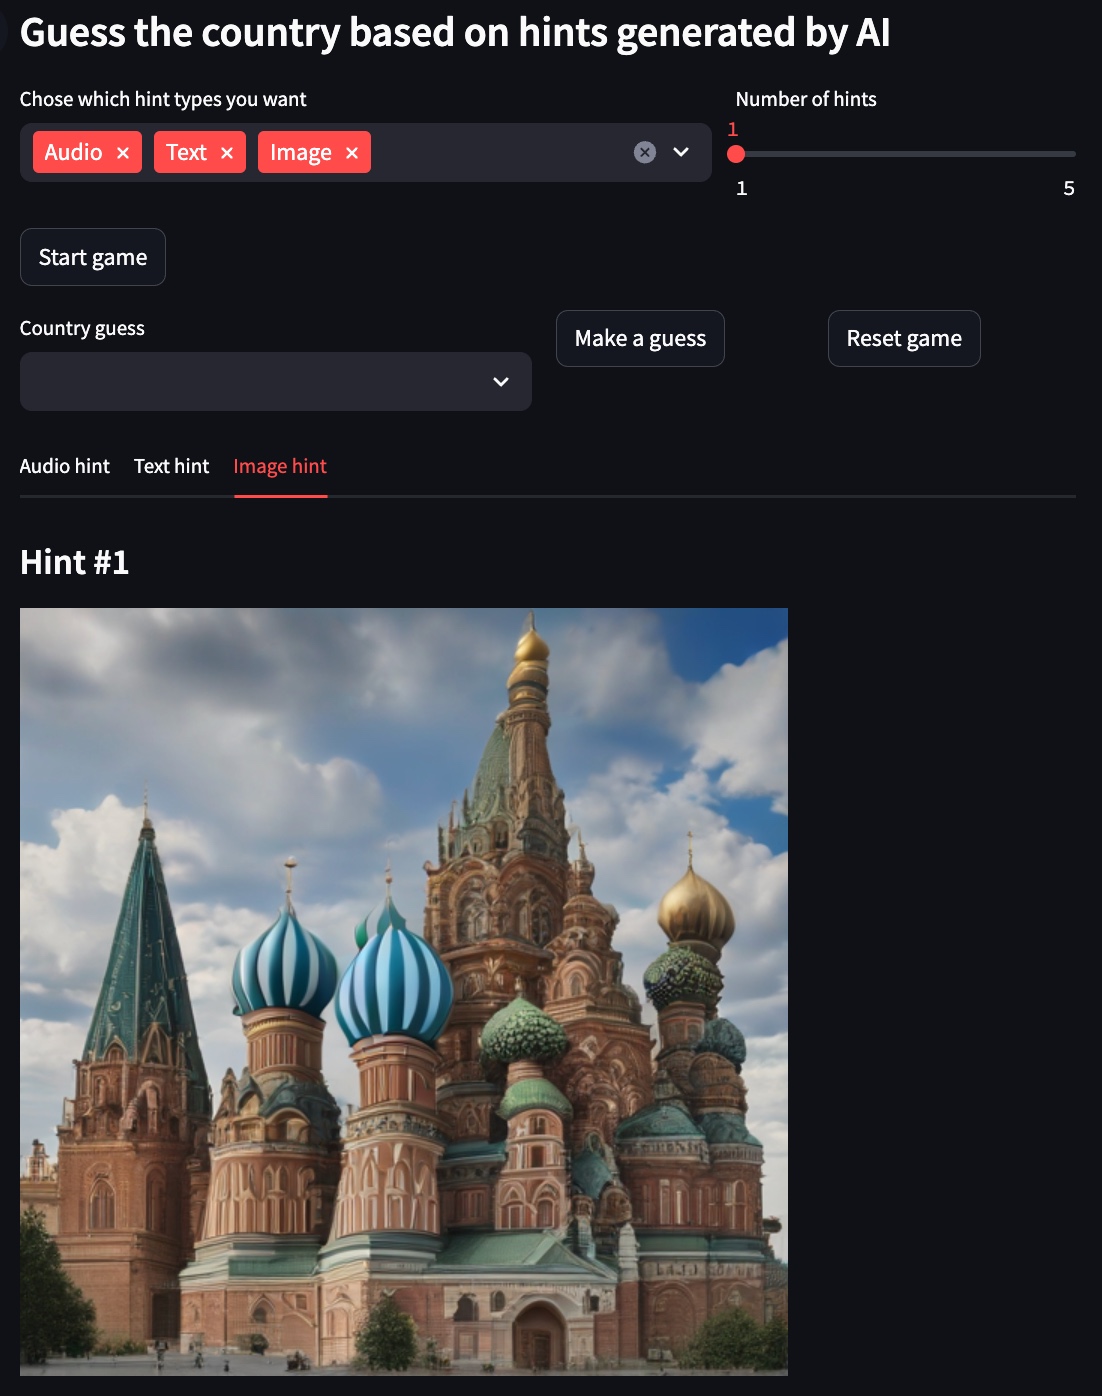 Guess the country based on hints generated by AI
Chose which hint types you want
Number of hints
Audio
Text
Image
1
1
5
Start game
Country guess
Make a guess
Reset game
Audio hint
Text hint
Image hint
Hint #1